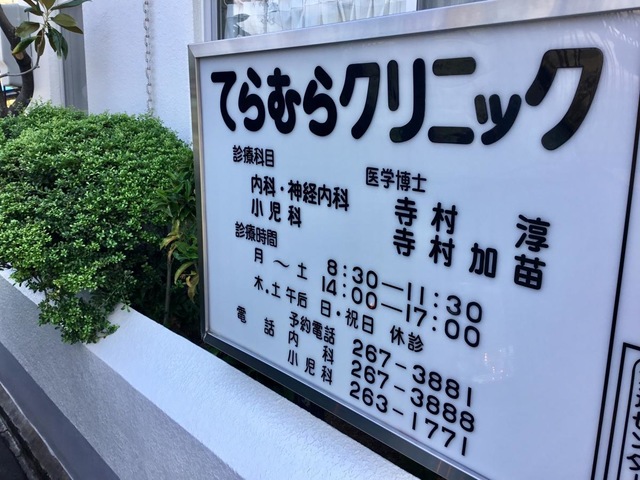 てらむらクリニック
診療科目
医学博士
内科・神経内科
寺村 淳
小児科
寺村 加苗
診療時間
月〜土 8:30—11:30
14:00—17:00
木.土午后 日・祝日 休診
予約電話 267-3881
電話 内科 267-3888
小児科 263-1771